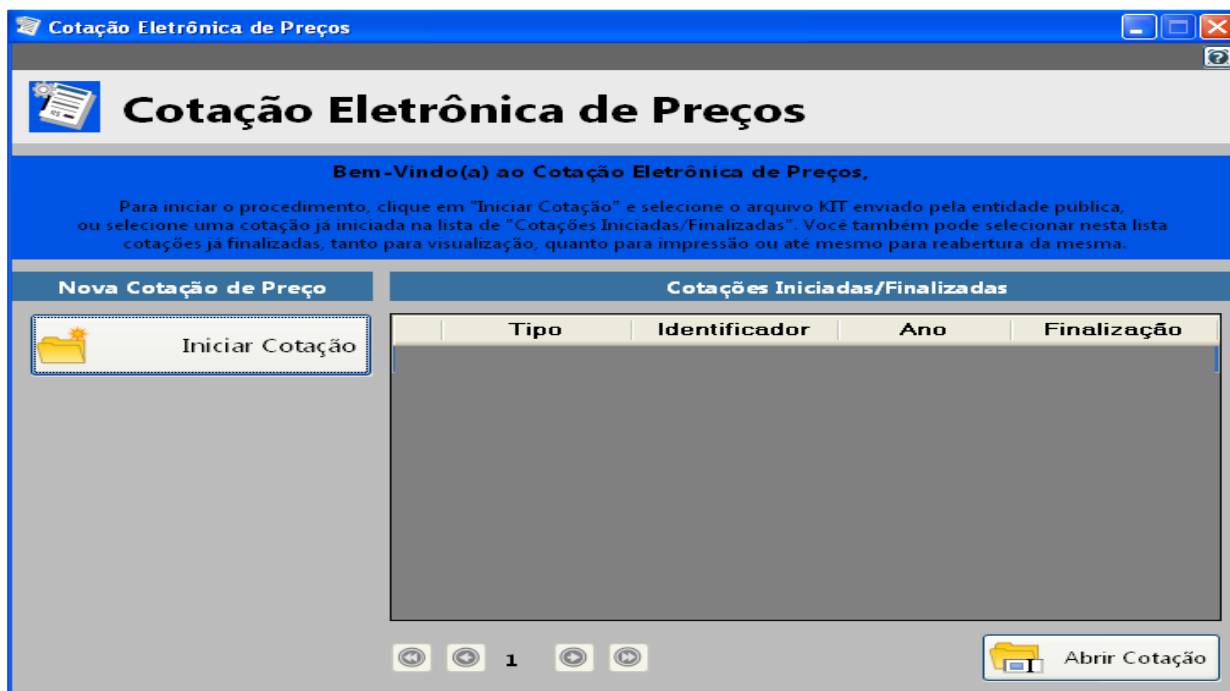 Cotação Eletrônica de Preços
Cotação Eletrônica de Preços
Bem-Vindo(a) ao Cotação Eletrônica de Preços,
Para iniciar o procedimento, clique em "Iniciar Cotação" e selecione o arquivo KIT enviado pela entidade pública,
ou selecione uma cotação já iniciada na lista de "Cotações Iniciadas/Finalizadas". Você também pode selecionar nesta lista
cotações já finalizadas, tanto para visualização, quanto para impressão ou até mesmo para reabertura da mesma.
Nova Cotação de Preço
Cotações Iniciadas/Finalizadas
Iniciar Cotação
Tipo Identificador Ano Finalização
1
Abrir Cotação